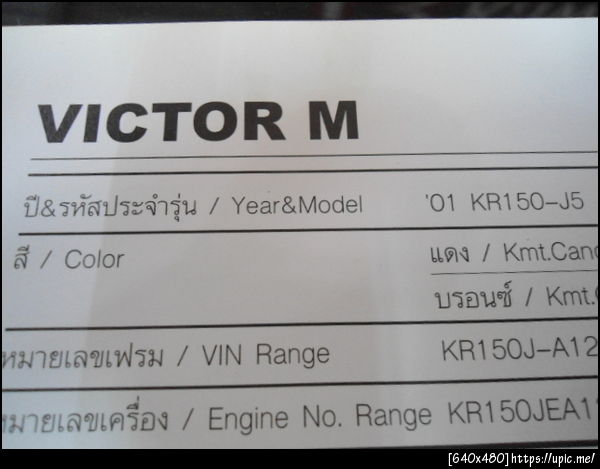 VICTOR M
ปี&รหัสประจำรุ่น / Year&Model '01 KR150-J5
สี / Color แดง / Kmt.Cand
บรอนซ์ / Kmt.
หมายเลขเฟรม / VIN Range KR150J-A12
หมายเลขเครื่อง / Engine No. Range KR150JEA1
[640x480]https://upic.me/